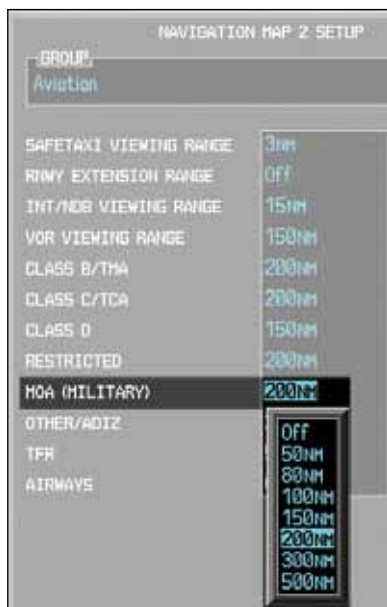 NAVIGATION MAP 2 SETUP
GROUP
Aviation
SAFETAXI VIEWING RANGE 3NM
RNWY EXTENSION RANGE Off
INT/NDB VIEWING RANGE 15NM
VOR VIEWING RANGE 150NM
CLASS B/TMA 200NM
CLASS C/TCA 200NM
CLASS D 150NM
RESTRICTED 200NM
MOA (MILITARY) 200NM
OTHER/ADIZ
TFR
AIRWAYS
Off
50NM
80NM
100NM
150NM
200NM
300NM
500NM